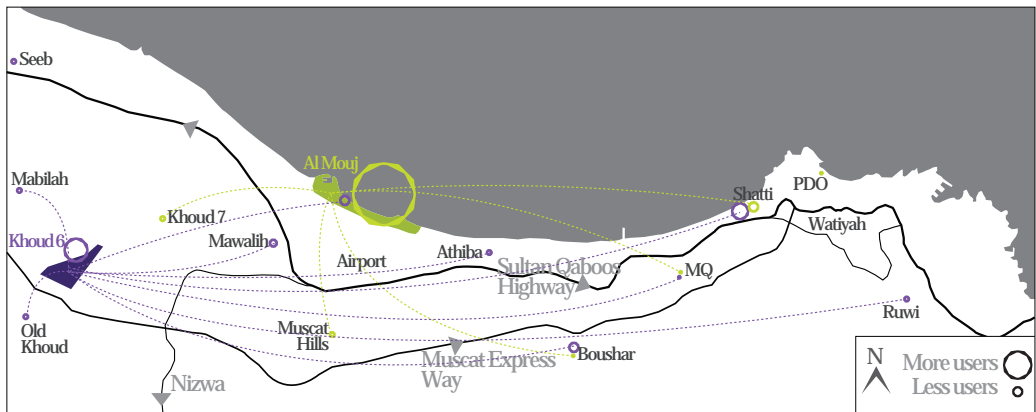 Seeb
Al Mouj
PDO
Mabilah
Shatti
Khoud 7
Watiyah
Khoud 6
Mawalih
Athiba
Airport
Sultan Qaboos
Highway
MQ
Ruwi
Old
Khoud
Muscat
Hills
Boushar
Muscat Express
Way
Nizwa
N
More users
Less users